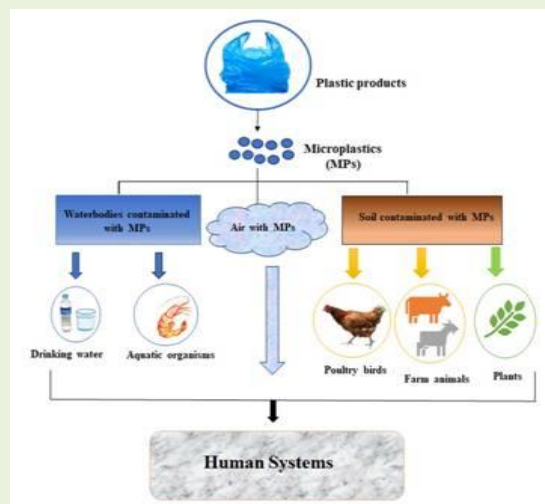 Plastic products
Microplastics
(MPs)
Waterbodies contaminated
with MPs
Air with MPs
Soil contaminated with MPs
Drinking water
Aquatic organisms
Poultry birds
Farm animals
Plants
Human Systems